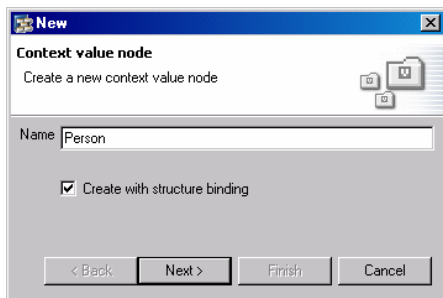 New
Context value node
Create a new context value node
Name Person
Create with structure binding
< Back Next > Finish Cancel